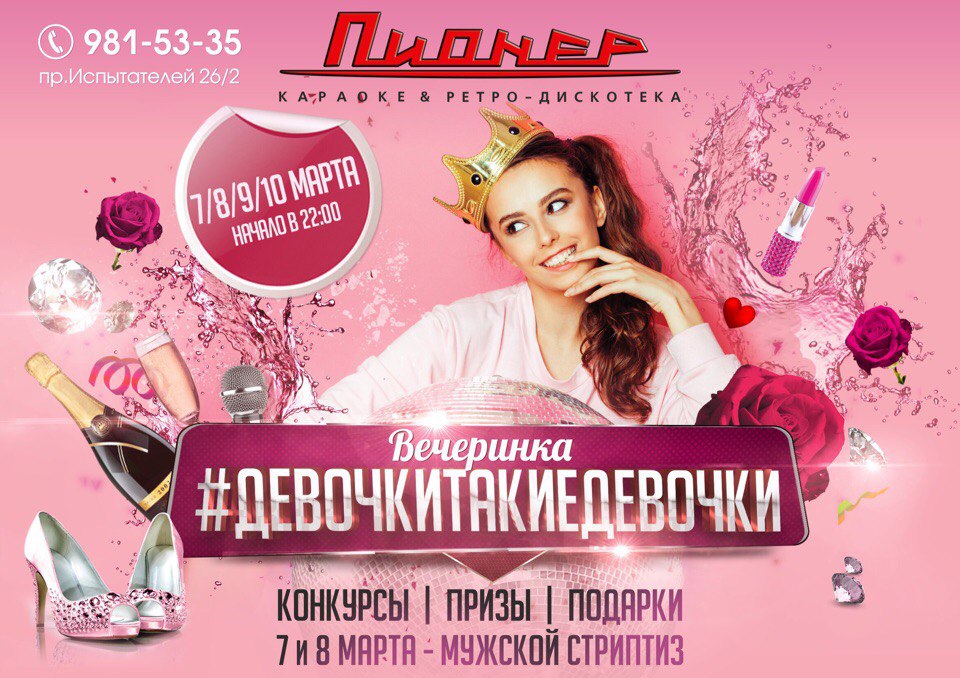 981-53-35
пр.Испытателей 26/2
Пионер
КАРАОКЕ & РЕТРО-ДИСКОТЕКА
7/8/9/10 МАРТА
НАЧАЛО В 22:00
Вечеринка
#ДЕВОЧКИТАКИЕДЕВОЧКИ
КОНКУРСЫ | ПРИЗЫ | ПОДАРКИ
7 и 8 МАРТА - МУЖСКОЙ СТРИПТИЗ